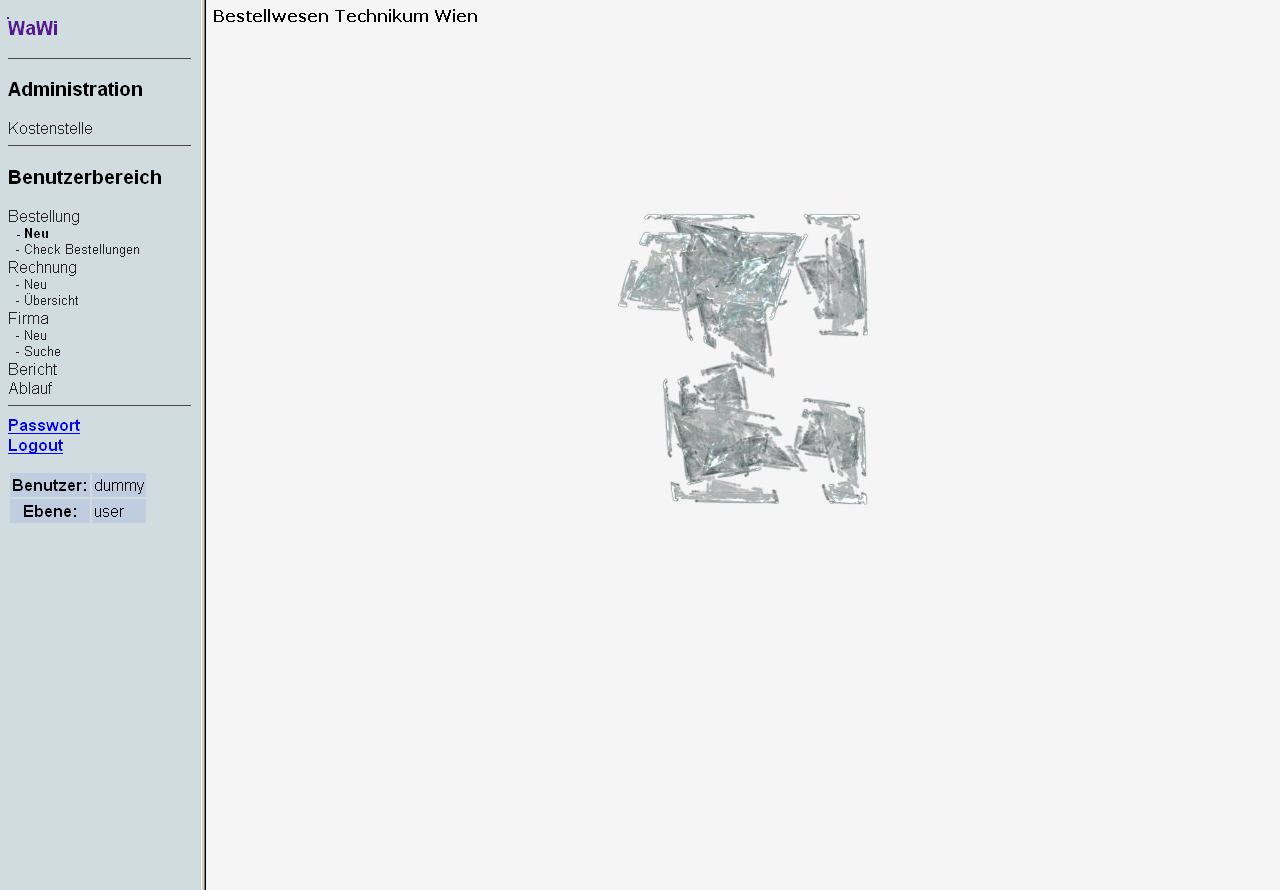 WaWi
Administration
Kostenstelle
Benutzerbereich
Bestellung
- Neu
- Check Bestellungen
Rechnung
- Neu
- Übersicht
Firma
- Neu
- Suche
Bericht
Ablauf
Passwort
Logout
Benutzer: dummy
Ebene: user
Bestellwesen Technikum Wien